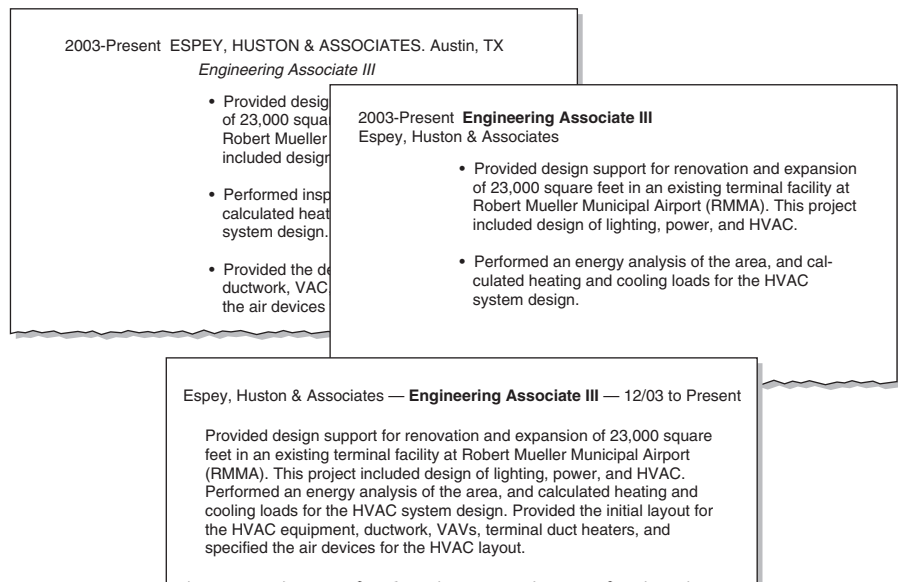 2003-Present ESPEY, HUSTON & ASSOCIATES. Austin, TX
Engineering Associate III
• Provided
of 23,000
Robert Mueller
included
• Performed
calculated heat
system design.
• Provided the
ductwork, VAC
the air devices
2003-Present Engineering Associate III
Espey, Huston & Associates
• Provided design support for renovation and expansion
of 23,000 square feet in an existing terminal facility at
Robert Mueller Municipal Airport (RMMA). This project
included design of lighting, power, and HVAC.
• Performed an energy analysis of the area, and cal-
culated heating and cooling loads for the HVAC
system design.
Espey, Huston & Associates — Engineering Associate III — 12/03 to Present
Provided design support for renovation and expansion of 23,000 square
feet in an existing terminal facility at Robert Mueller Municipal Airport
(RMMA). This project included design of lighting, power, and HVAC.
Performed an energy analysis of the area, and calculated heating and
cooling loads for the HVAC system design. Provided the initial layout for
the HVAC equipment, ductwork, VAVs, terminal duct heaters, and
specified the air devices for the HVAC layout.